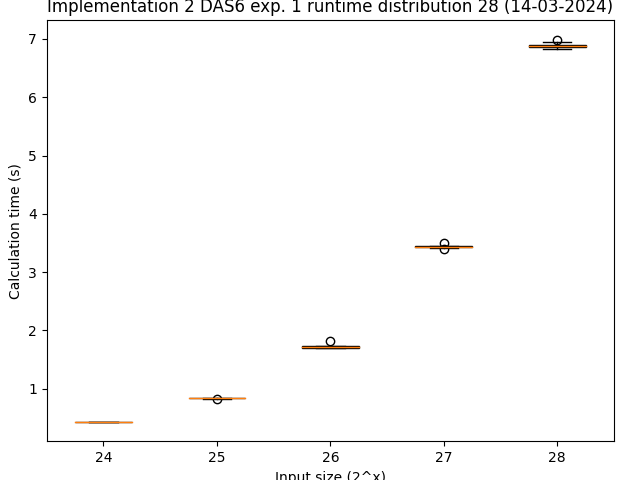 Implementation 2 DAS6 exp. 1 runtime distribution 28 (14-03-2024)
7
6
5
4
3
2
1
Calculation time (s)
24 25 26 27 28
Input size (2^x)